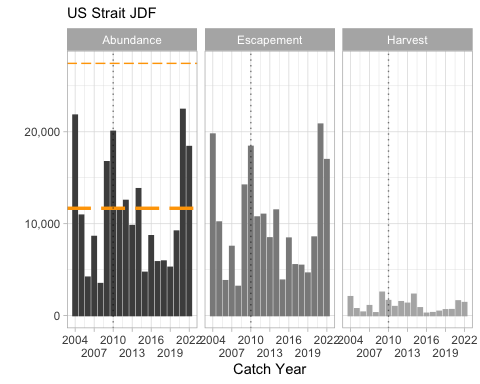 US Strait JDF
Abundance Escapement Harvest
20,000
10,000
0
2004 2010 2016 2022 2004 2010 2016 2022 2004 2010 2016 2022
2007 2013 2019 2007 2013 2019 2007 2013 2019
Catch Year